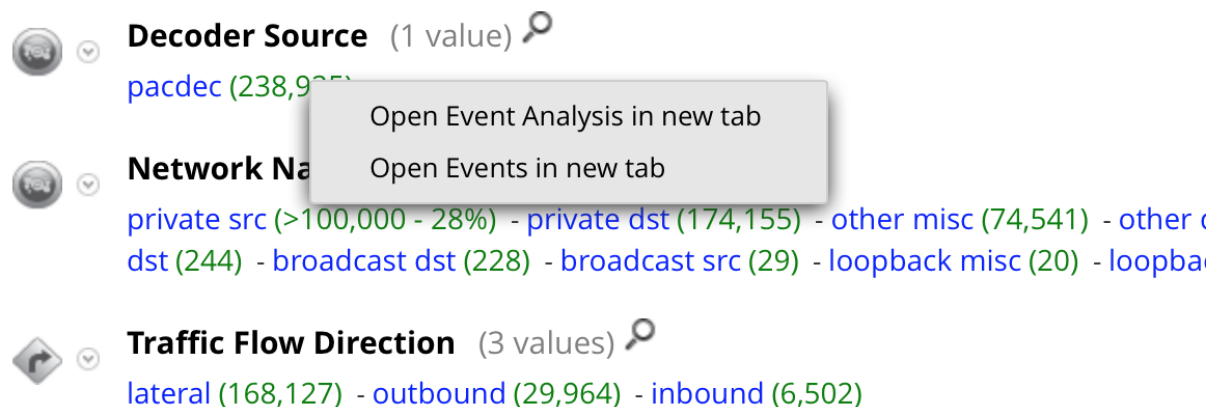 Decoder Source (1 value)
pacdec (238,9
Open Event Analysis in new tab
Network Na
Open Events in new tab
private src (>100,000 - 28%) - private dst (174,155) - other misc (74,541) - other
dst (244) - broadcast dst (228) - broadcast src (29) - loopback misc (20) - loopba
Traffic Flow Direction (3 values)
lateral (168,127) - outbound (29,964) - inbound (6,502)